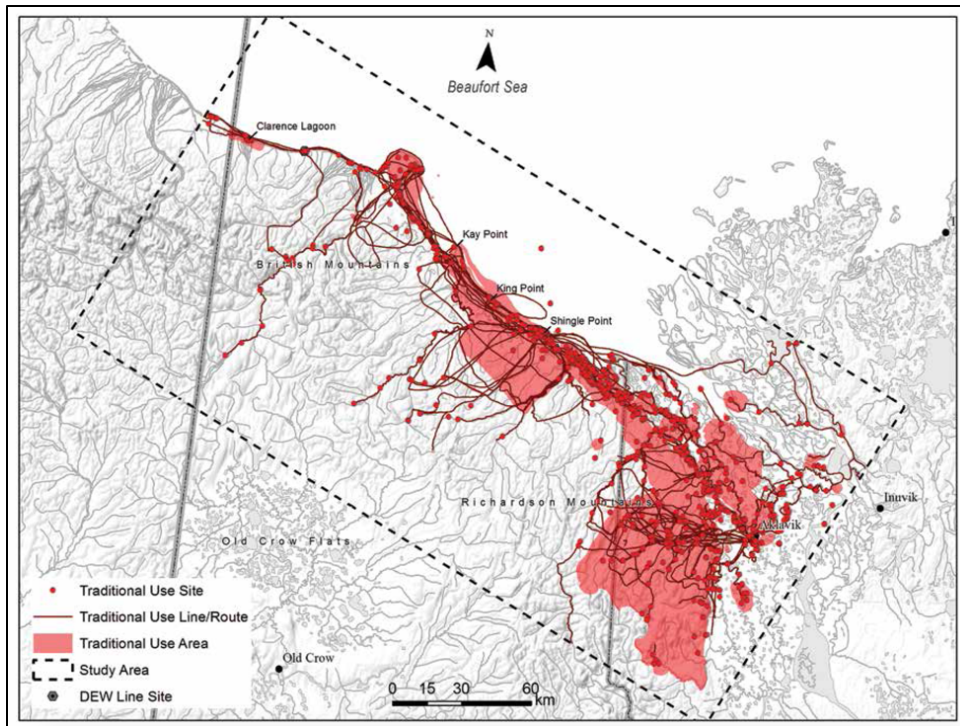 N
Beaufort Sea
Clarence Lagoon
Kay Point
British Mountains
King Point
Shingle Point
Richardson Mountains
Inuvik
Aklavik
Old Crow Flats
Old Crow
Traditional Use Site
Traditional Use Line/Route
Traditional Use Area
Study Area
DEW Line Site
0 15 30 60
km